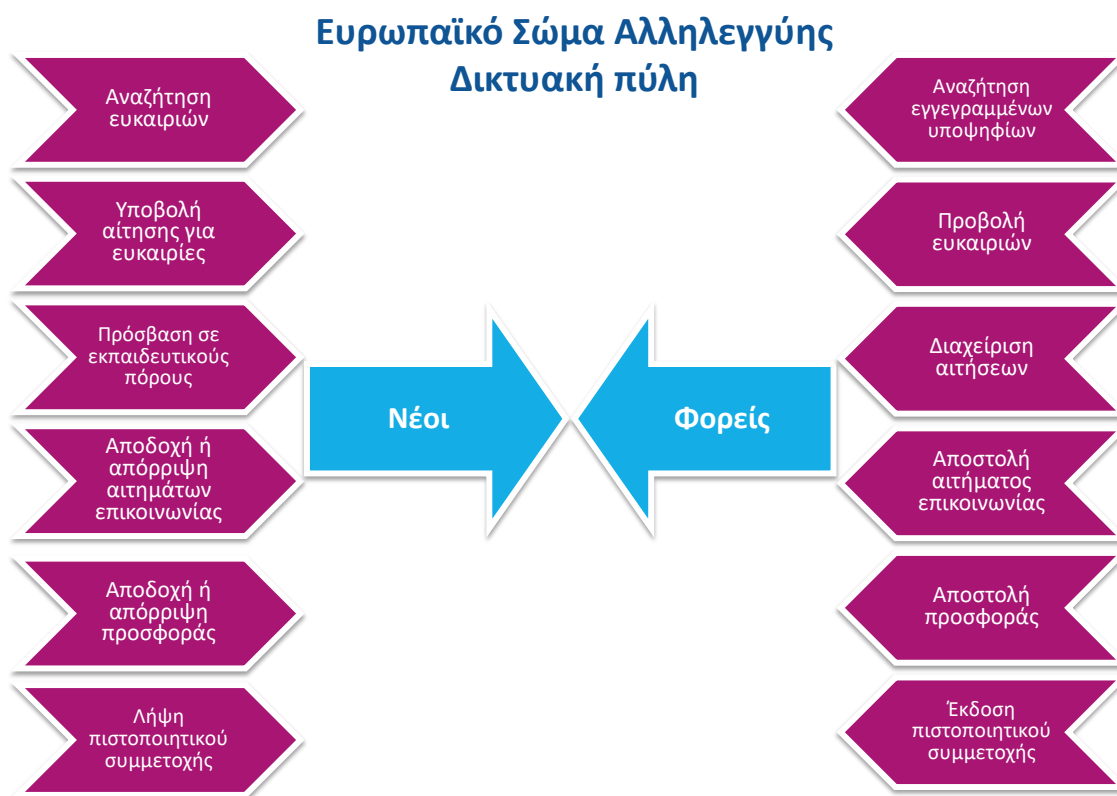 Ευρωπαϊκό Σώμα Αλληλεγγύης
Δικτυακή πύλη
Αναζήτηση
ευκαιριών
Υποβολή
αίτησης για
ευκαιρίες
Πρόσβαση σε
εκπαιδευτικούς
πόρους
Αποδοχή ή
απόρριψη
αιτημάτων
επικοινωνίας
Αποδοχή ή
απόρριψη
προσφοράς
Λήψη
πιστοποιητικού
συμμετοχής
Νέοι
Φορείς
Αναζήτηση
εγγεγραμμένων
υποψηφίων
Προβολή
ευκαιριών
Διαχείριση
αιτήσεων
Αποστολή
αιτήματος
επικοινωνίας
Αποστολή
προσφοράς
Έκδοση
πιστοποιητικού
συμμετοχής